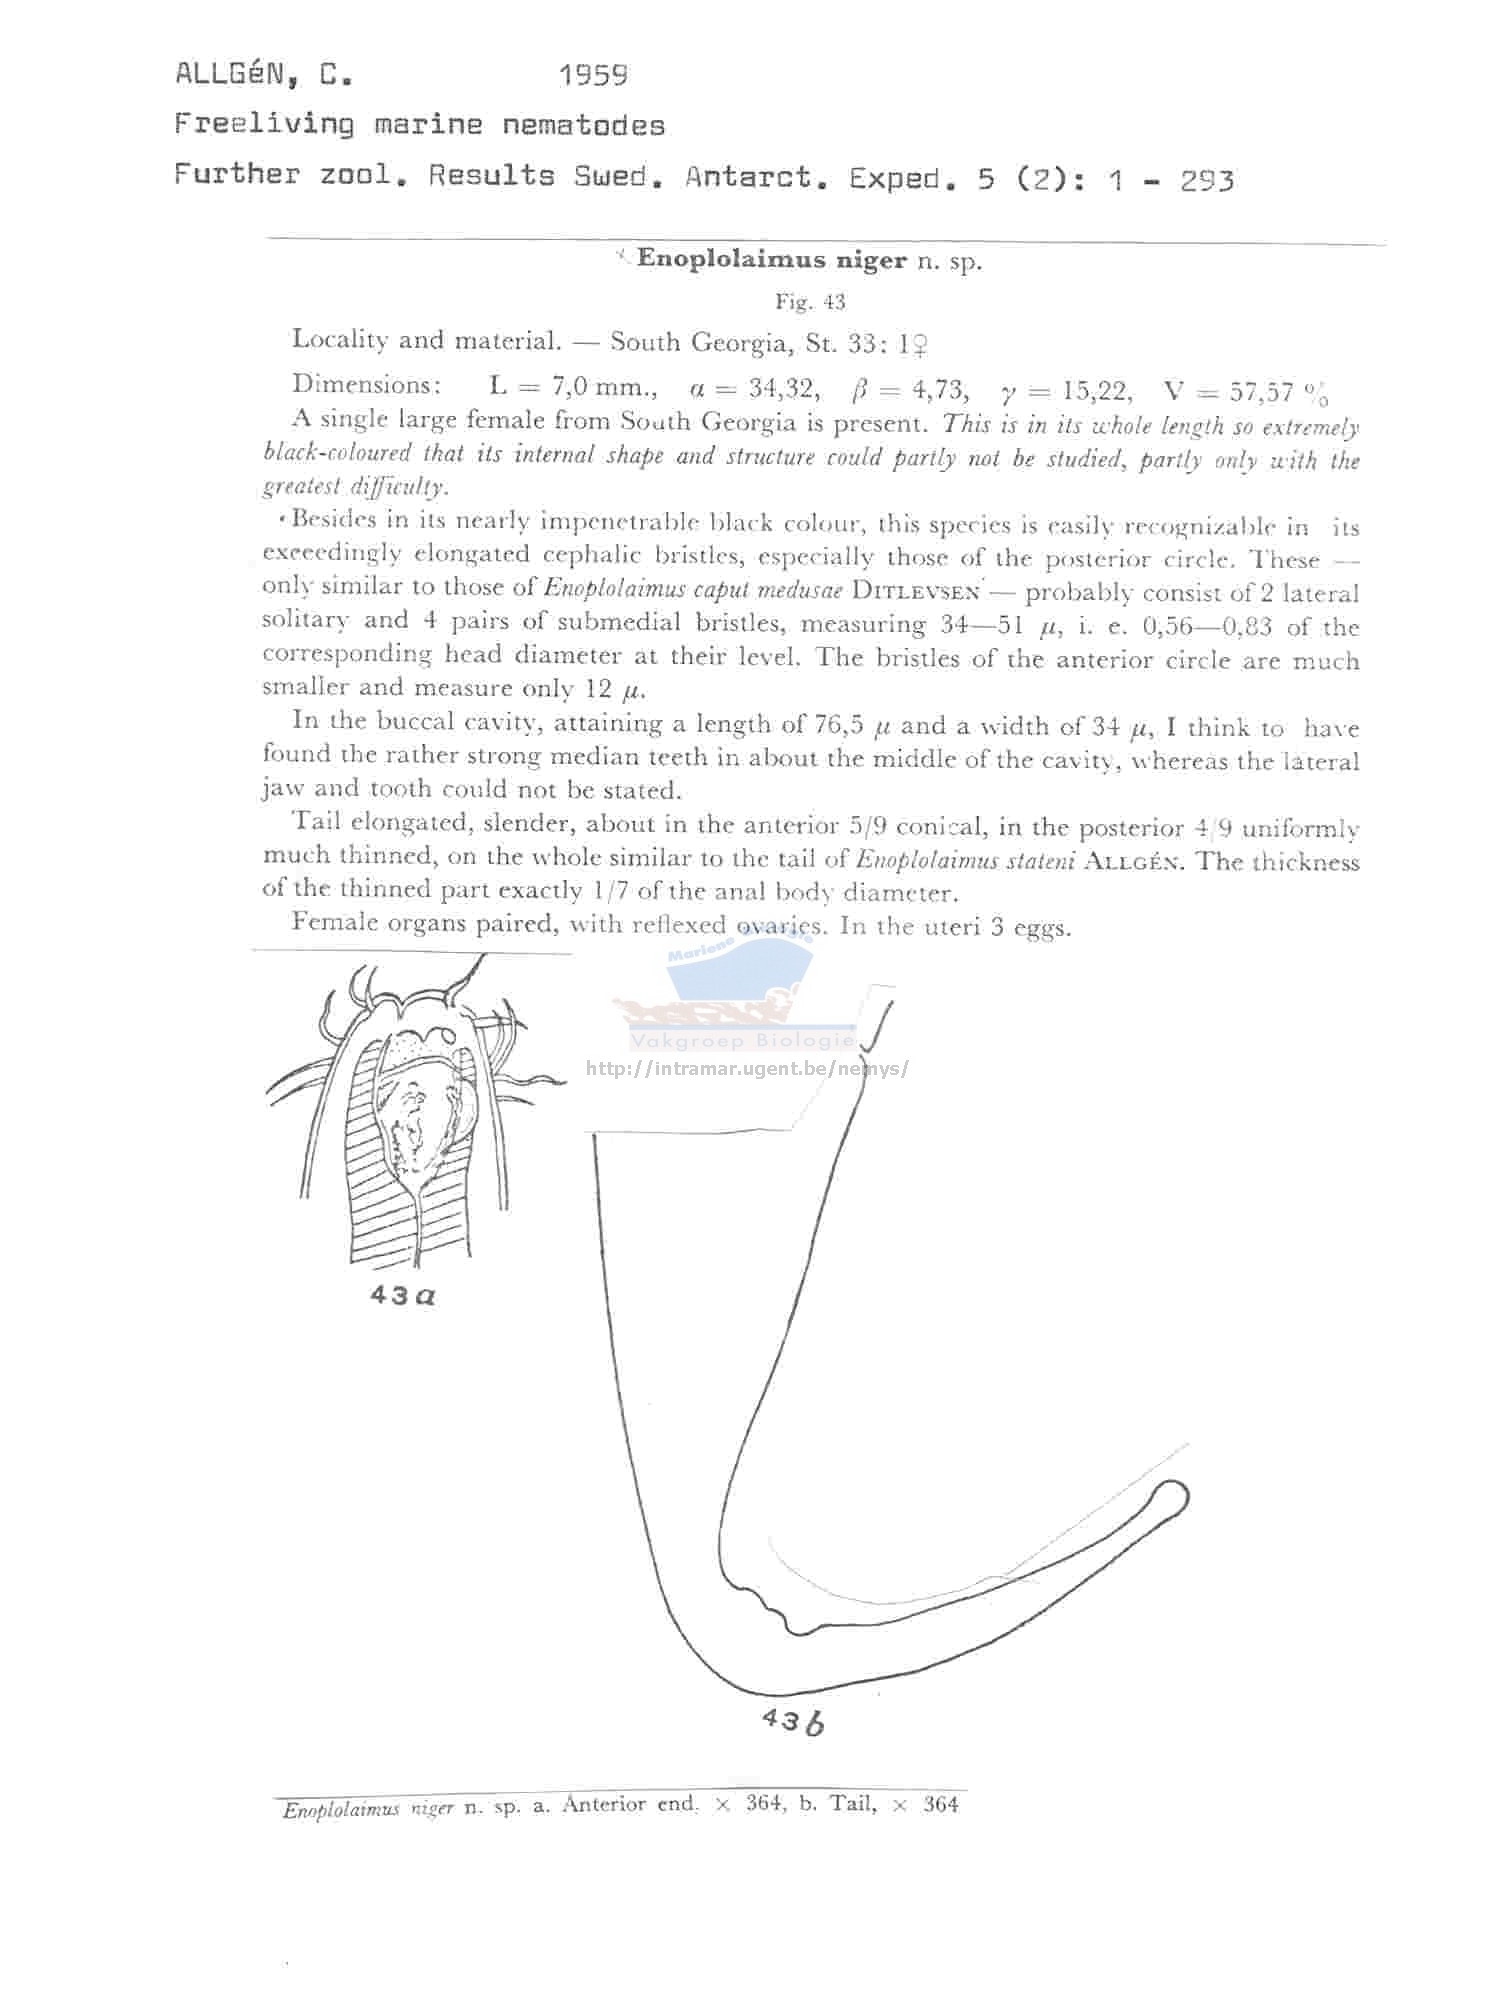 ALLGéN, C. 1959
Freeliving marine nematodes
Further zool. Results Swed. Antarct. Exped. 5 (2): 1 - 293
Enoplolaimus niger n. sp.
Fig. 43
Locality and material. — South Georgia, St. 33: 1♀
Dimensions: L = 7,0 mm., α = 34,32, β = 4,73, γ = 15,22, V = 57,57 %
A single large female from South Georgia is present. This is in its whole length so extremely
black-coloured that its internal shape and structure could partly not be studied, partly only with the
greatest difficulty.
Besides in its nearly impenetrable black colour, this species is easily recognizable in its
exceedingly elongated cephalic bristles, especially those of the posterior circle. These —
only similar to those of Enoplolaimus caput medusae DITLEVSEN — probably consist of 2 lateral
solitary and 4 pairs of submedial bristles, measuring 34—51 μ, i. e. 0,56—0,83 of the
corresponding head diameter at their level. The bristles of the anterior circle are much
smaller and measure only 12 μ.
In the buccal cavity, attaining a length of 76,5 μ and a width of 34 μ, I think to have
found the rather strong median teeth in about the middle of the cavity, whereas the lateral
jaw and tooth could not be stated.
Tail elongated, slender, about in the anterior 5/9 conical, in the posterior 4/9 uniformly
much thinned, on the whole similar to the tail of Enoplolaimus stateni ALLGÉN. The thickness
of the thinned part exactly 1/7 of the anal body diameter.
Female organs paired, with reflexed ovaries. In the uteri 3 eggs.
Mariene Biologie
Vakgroep Biologie
http://intramar.ugent.be/nemys/
43 a
43 b
Enoplolaimus niger n. sp. a. Anterior end. × 364, b. Tail, × 364